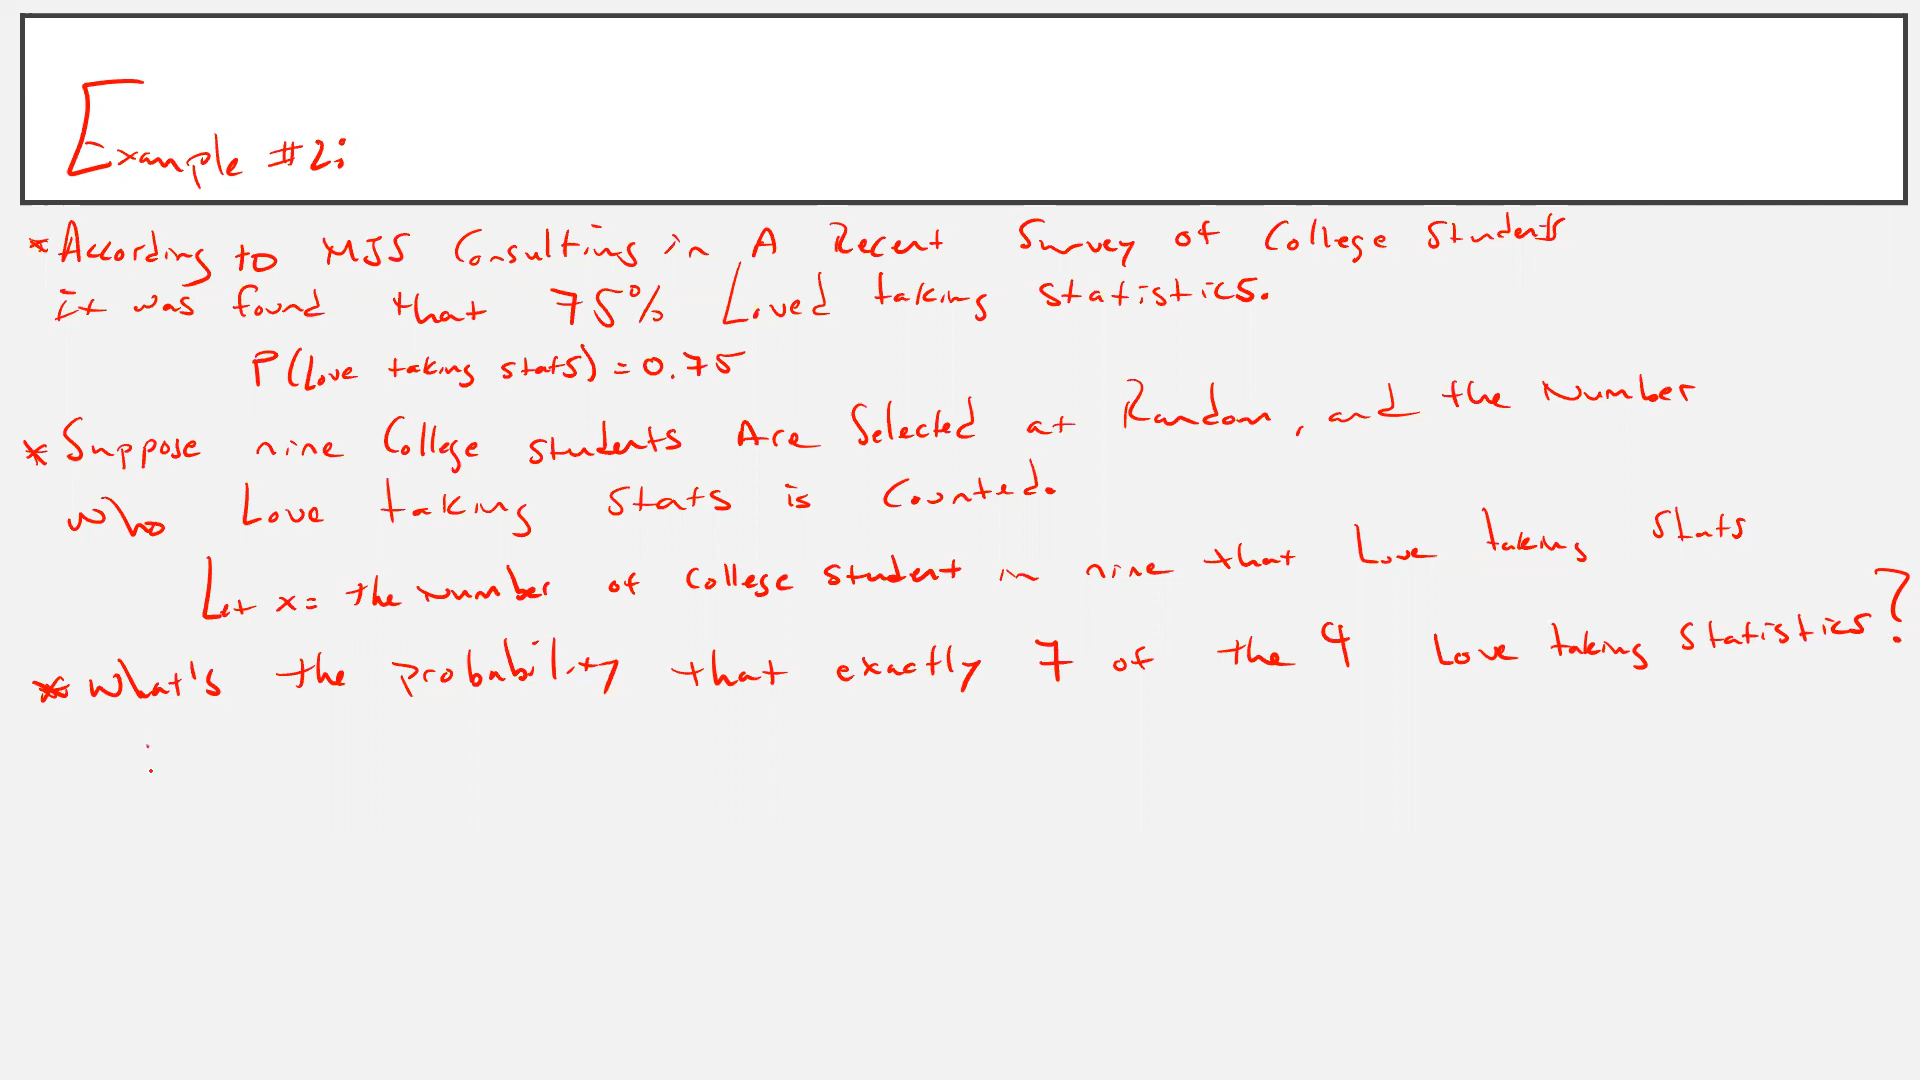 Example #2:
* According to MJS Consulting in A Recent Survey of College Students
it was found that 75% Loved taking statistics.
P(Love taking stats) = 0.75
* Suppose nine College students Are Selected at Random, and the Number
who Love taking Stats is Counted.
Let x = the Number of College student in nine that Love taking Stats
* What's the probability that exactly 7 of the 9 Love taking Statistics?